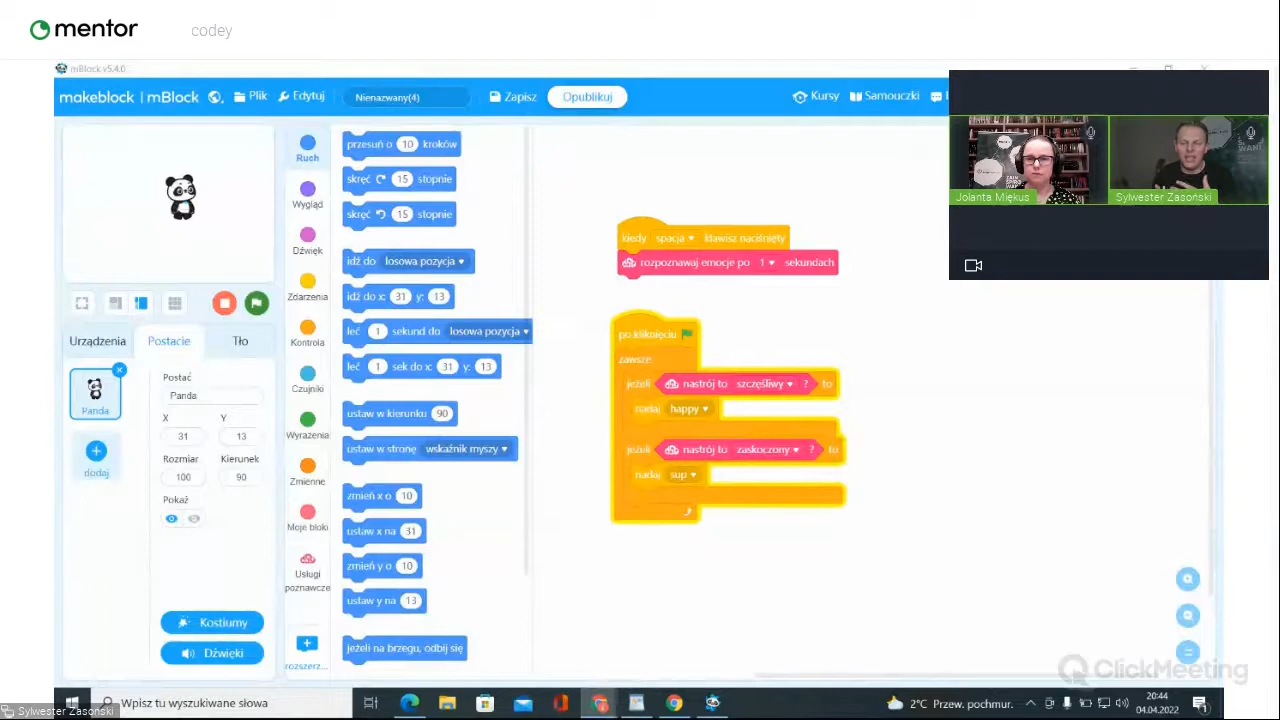 mentor
codey
mBlock v5.4.0
makeblock | mBlock
Plik
Edytuj
Nienazwany(4)
Zapisz
Opublikuj
Kursy
Samouczki
Jolanta Miękus
Sylwester Zasoński
Ruch
Wygląd
Dźwięk
Zdarzenia
Kontrola
Czujniki
Wyrażenia
Zmienne
Moje bloki
Usługi
poznawcze
rozszerz...
przesuń o 10 kroków
skręć 15 stopnie
skręć 15 stopnie
idź do losowa pozycja
idź do x: 31 y: 13
leć 1 sekund do losowa pozycja
leć 1 sek do x: 31 y: 13
ustaw w kierunku 90
ustaw w stronę wskaźnik myszy
zmień x o 10
ustaw x na 31
zmień y o 10
ustaw y na 13
jeżeli na brzegu, odbij się
kiedy spacja klawisz naciśnięty
rozpoznawaj emocje po 1 sekundach
po kliknięciu
zawsze
jeżeli nastrój to szczęśliwy ? to
nadaj happy
jeżeli nastrój to zaskoczony ? to
nadaj sup
Urządzenia
Postacie
Tło
Panda
dodaj
Postać
Panda
X Y
31 13
Rozmiar Kierunek
100 90
Pokaż
Kostiumy
Dźwięki
ClickMeeting
Wpisz tu wyszukiwane słowa
2°C Przew. pochmur.
20:44
04.04.2022
Sylwester Zasoński